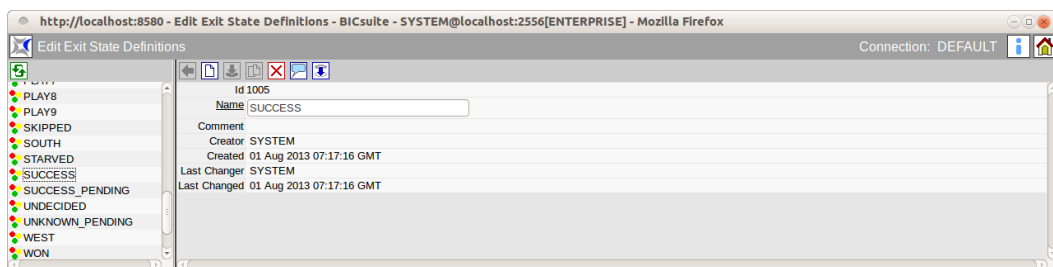 http://localhost:8580 - Edit Exit State Definitions - BICsuite - SYSTEM@localhost:2556[ENTERPRISE] - Mozilla Firefox
Edit Exit State Definitions
Connection: DEFAULT
PLAY8
PLAY9
SKIPPED
SOUTH
STARVED
SUCCESS
SUCCESS_PENDING
UNDECIDED
UNKNOWN_PENDING
WEST
WON
Id 1005
Name SUCCESS
Comment
Creator SYSTEM
Created 01 Aug 2013 07:17:16 GMT
Last Changer SYSTEM
Last Changed 01 Aug 2013 07:17:16 GMT